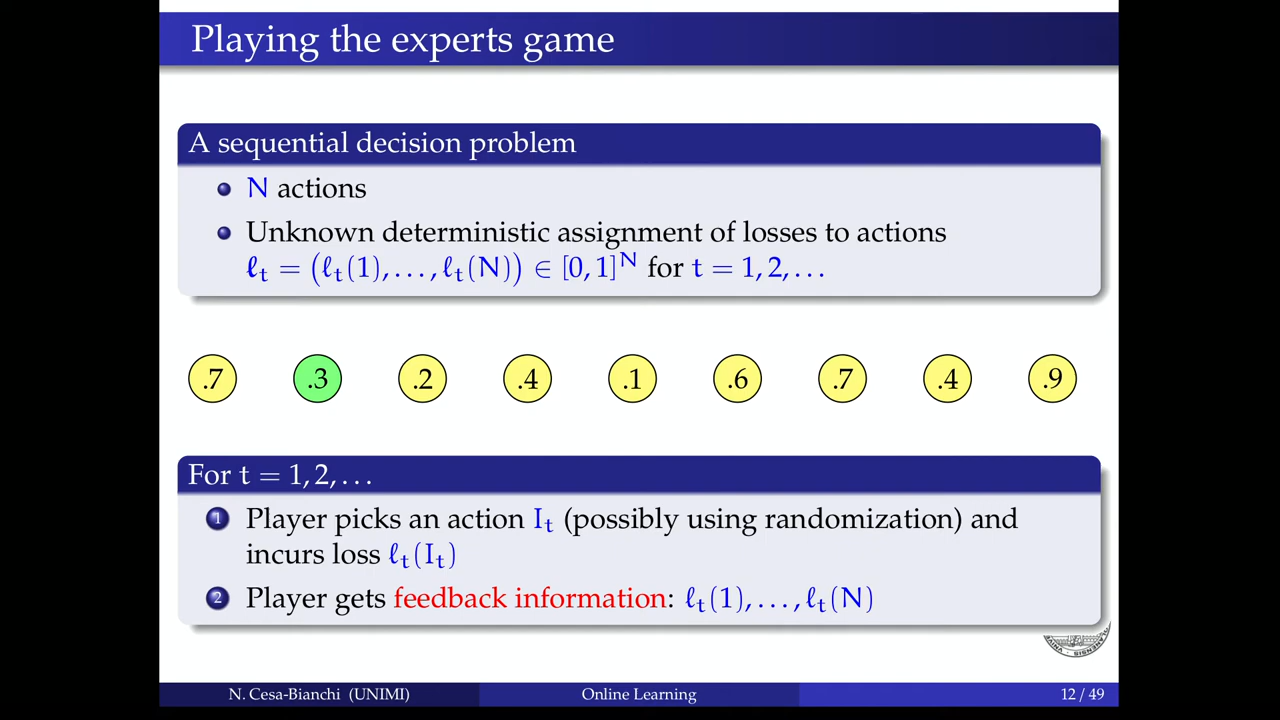 Playing the experts game
A sequential decision problem
N actions
Unknown deterministic assignment of losses to actions
ℓt = (ℓt(1), . . . , ℓt(N)) ∈ [0, 1]^N for t = 1, 2, . . .
.7 .3 .2 .4 .1 .6 .7 .4 .9
For t = 1, 2, . . .
1 Player picks an action It (possibly using randomization) and
incurs loss ℓt(It)
2 Player gets feedback information: ℓt(1), . . . , ℓt(N)
N. Cesa-Bianchi (UNIMI) Online Learning 12 / 49